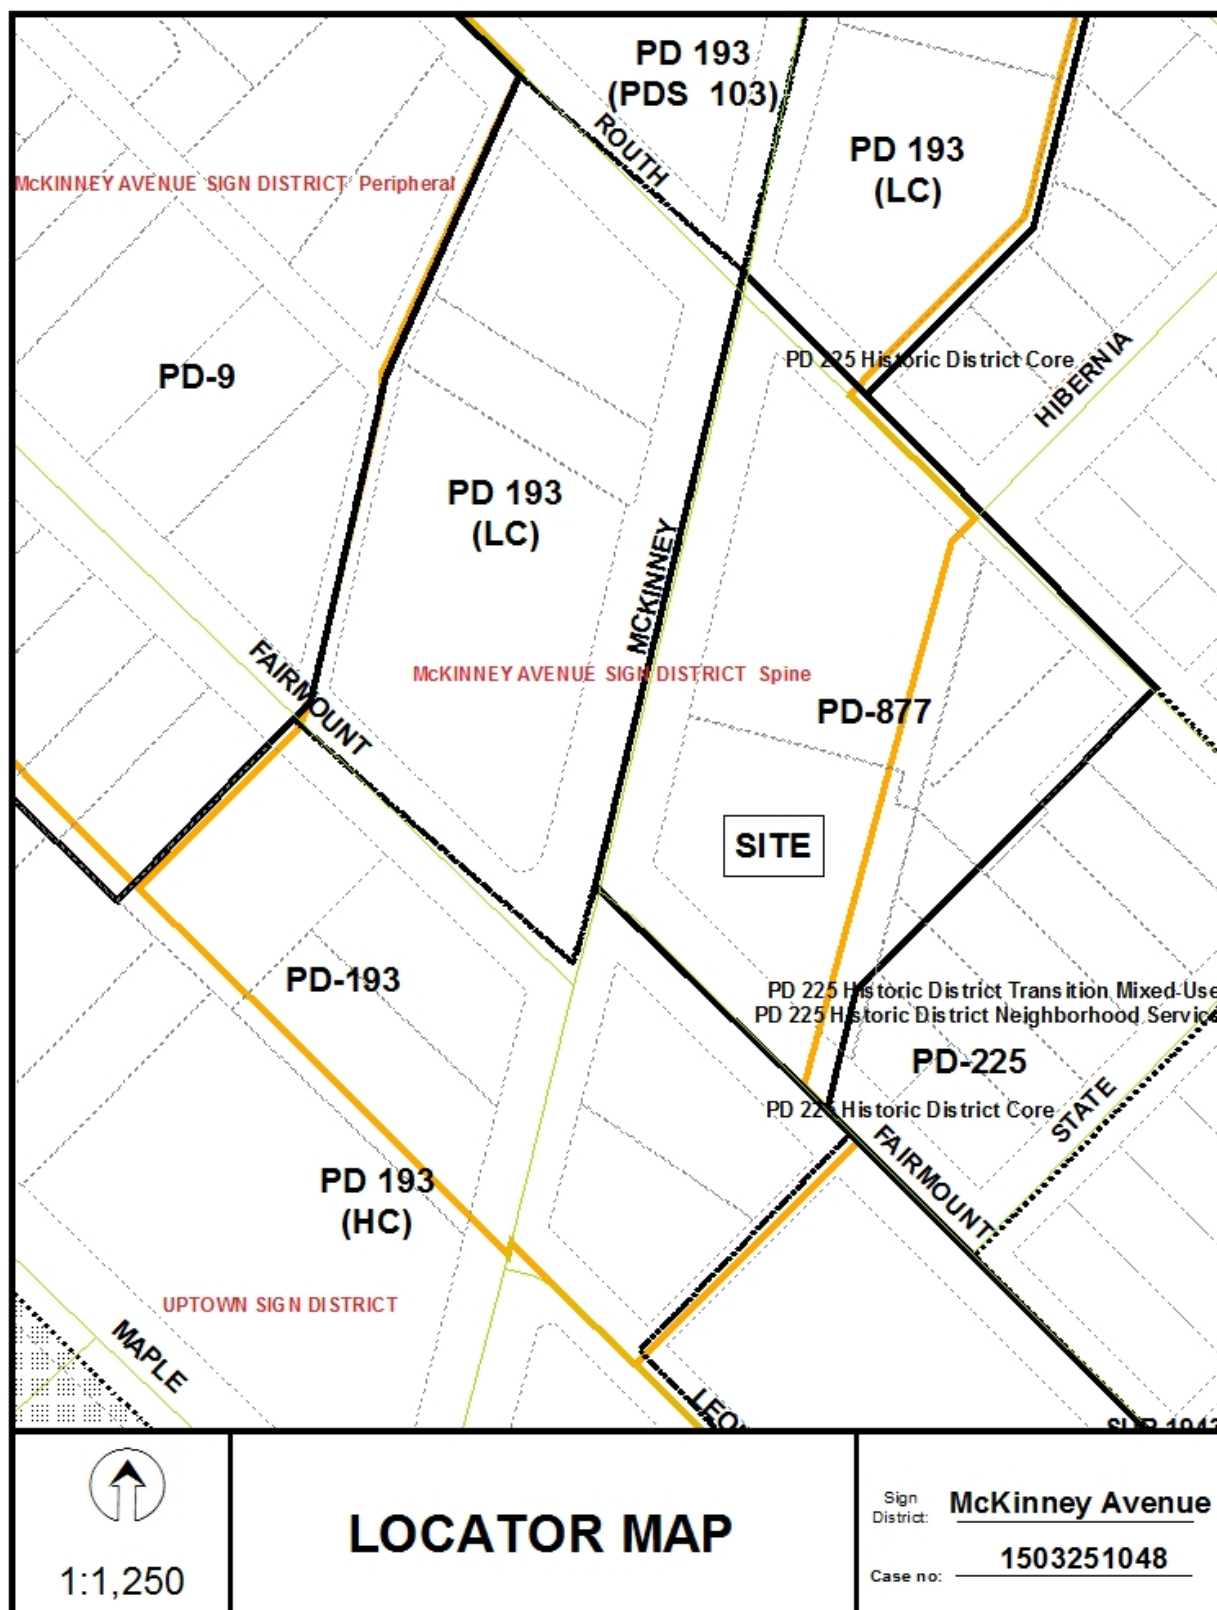 PD 193
(PDS 103)
ROUTH
PD 193
(LC)
McKINNEY AVENUE SIGN DISTRICT Peripheral
PD-9
PD 225 Historic District Core
HIBERNIA
PD 193
(LC)
MCKINNEY
FAIRMOUNT
McKINNEY AVENUE SIGN DISTRICT Spine
PD-877
SITE
PD-193
PD 225 Historic District Transition Mixed-Use
PD 225 Historic District Neighborhood Service
PD-225
PD 225 Historic District Core
STATE
FAIRMOUNT
PD 193
(HC)
UPTOWN SIGN DISTRICT
MAPLE
1:1,250
LOCATOR MAP
Sign
District:
McKinney Avenue
Case no:
1503251048